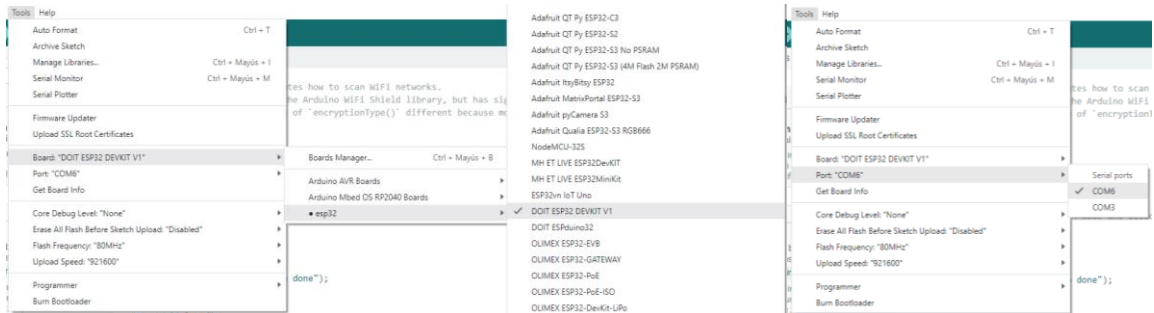 Tools Help
Auto Format Ctrl + T
Archive Sketch
Manage Libraries... Ctrl + Mayús + I
Serial Monitor Ctrl + Mayús + M
Serial Plotter
Firmware Updater
Upload SSL Root Certificates
Board: "DOIT ESP32 DEVKIT V1"
Port: "COM6"
Get Board Info
Core Debug Level: "None"
Erase All Flash Before Sketch Upload: "Disabled"
Flash Frequency: "80MHz"
Upload Speed: "921600"
Programmer
Burn Bootloader
tes how to scan WiFi networks.
he Arduino WiFi Shield library, but has sig
of `encryptionType()` different because mo
Boards Manager... Ctrl + Mayús + B
Arduino AVR Boards
Arduino Mbed OS RP2040 Boards
• esp32
done");
Adafruit QT Py ESP32-C3
Adafruit QT Py ESP32-S2
Adafruit QT Py ESP32-S3 No PSRAM
Adafruit QT Py ESP32-S3 (4M Flash 2M PSRAM)
Adafruit ItsyBitsy ESP32
Adafruit MatrixPortal ESP32-S3
Adafruit pyCamera S3
Adafruit Qualia ESP32-S3 RGB666
NodeMCU-32S
MH ET LIVE ESP32DevKIT
MH ET LIVE ESP32MiniKit
ESP32vn IoT Uno
✓ DOIT ESP32 DEVKIT V1
DOIT ESPduino32
OLIMEX ESP32-EVB
OLIMEX ESP32-GATEWAY
OLIMEX ESP32-PoE
OLIMEX ESP32-PoE-ISO
OLIMEX ESP32-DevKit-LiPo
Tools Help
Auto Format Ctrl + T
Archive Sketch
Manage Libraries... Ctrl + Mayús + I
Serial Monitor Ctrl + Mayús + M
Serial Plotter
Firmware Updater
Upload SSL Root Certificates
Board: "DOIT ESP32 DEVKIT V1"
Port: "COM6"
Get Board Info
Core Debug Level: "None"
Erase All Flash Before Sketch Upload: "Disabled"
Flash Frequency: "80MHz"
Upload Speed: "921600"
Programmer
Burn Bootloader
tes how to scan
he Arduino WiFi
of `encryption
Serial ports
✓ COM6
COM3
done");